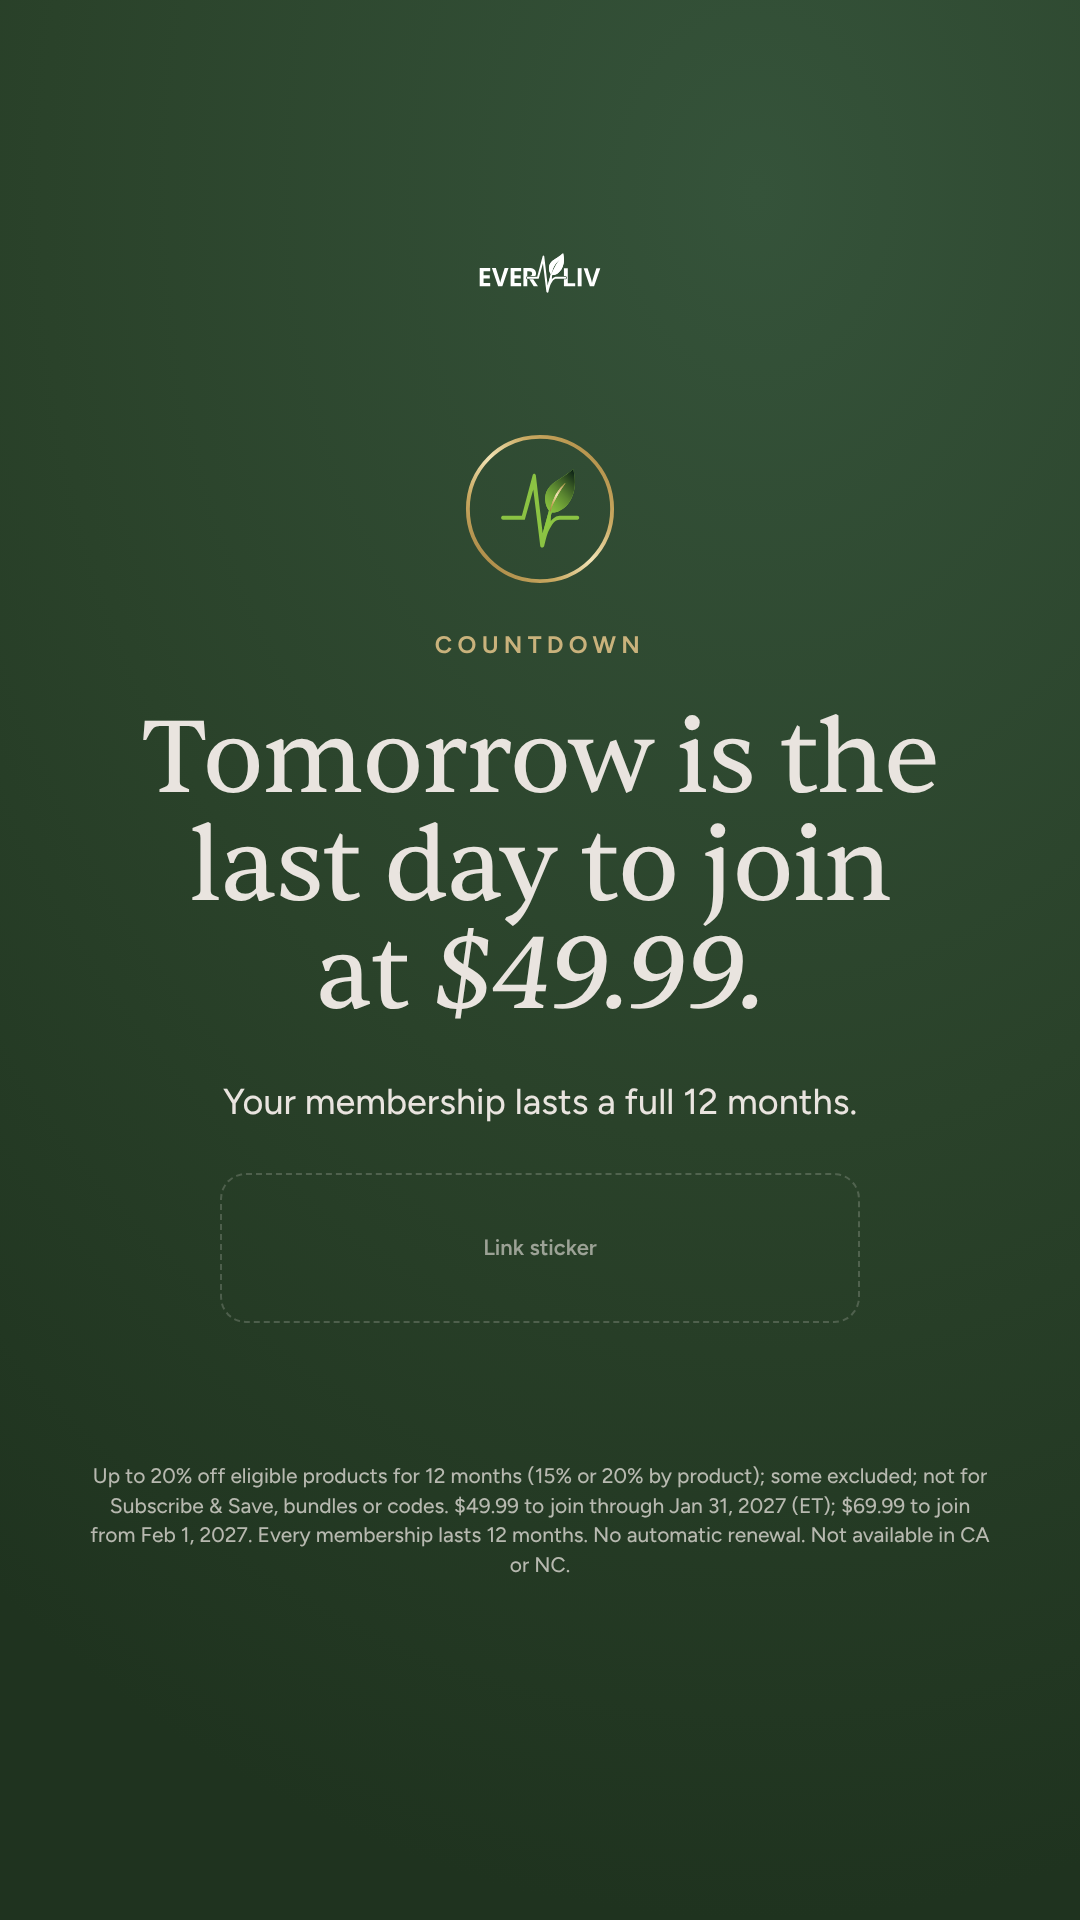 EVERLIV
COUNTDOWN
Tomorrow is the
last day to join
at $49.99.
Your membership lasts a full 12 months.
Link sticker
Up to 20% off eligible products for 12 months (15% or 20% by product); some excluded; not for
Subscribe & Save, bundles or codes. $49.99 to join through Jan 31, 2027 (ET); $69.99 to join
from Feb 1, 2027. Every membership lasts 12 months. No automatic renewal. Not available in CA
or NC.